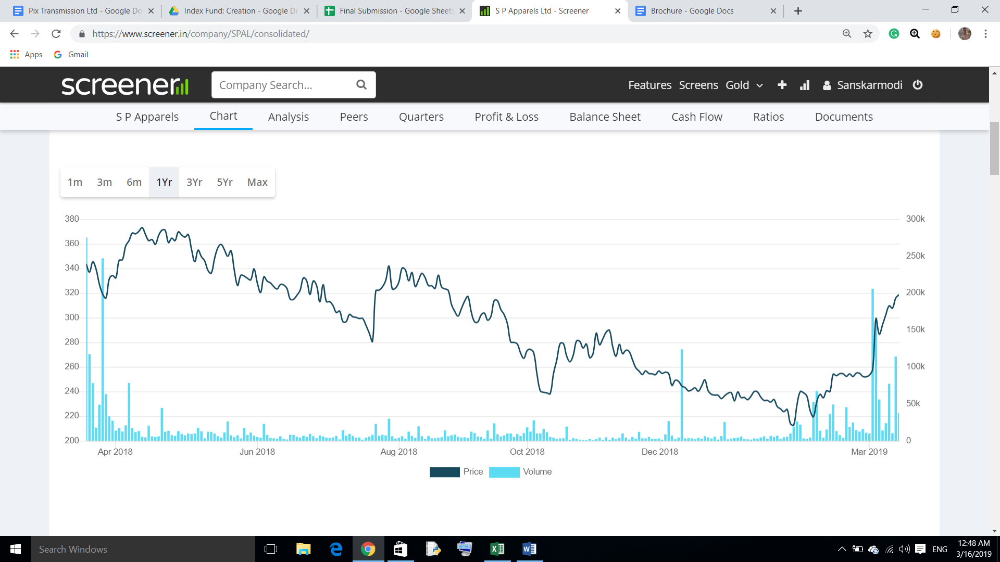 Pix Transmission Ltd - Google Do
Index Fund: Creation - Google Dr
Final Submission - Google Sheets
S P Apparels Ltd - Screener
Brochure - Google Docs
https://www.screener.in/company/SPAL/consolidated/
Apps
Gmail
screener
Company Search...
Features
Screens
Gold
Sanskarmodi
S P Apparels
Chart
Analysis
Peers
Quarters
Profit & Loss
Balance Sheet
Cash Flow
Ratios
Documents
1m
3m
6m
1Yr
3Yr
5Yr
Max
380
360
340
320
300
280
260
240
220
200
300k
250k
200k
150k
100k
50k
0
Apr 2018
Jun 2018
Aug 2018
Oct 2018
Dec 2018
Mar 2019
Price
Volume
Search Windows
ENG
12:48 AM
3/16/2019